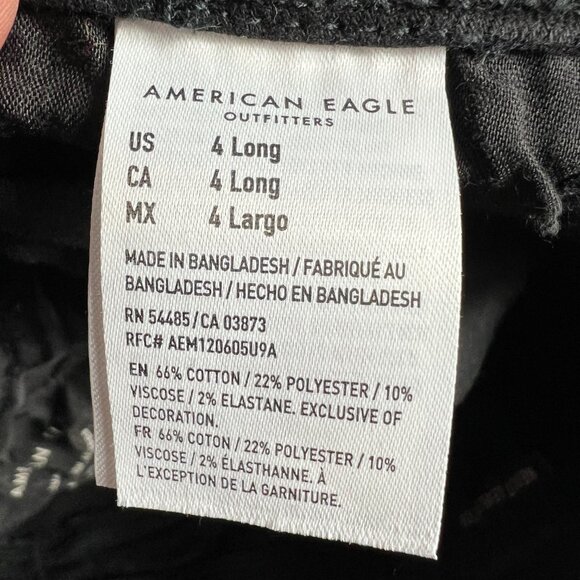 AMERICAN EAGLE
OUTFITTERS
US 4 Long
CA 4 Long
MX 4 Largo
MADE IN BANGLADESH / FABRIQUÉ AU
BANGLADESH / HECHO EN BANGLADESH
RN 54485 / CA 03873
RFC# AEM120605U9A
EN 66% COTTON / 22% POLYESTER / 10%
VISCOSE / 2% ELASTANE. EXCLUSIVE OF
DECORATION.
FR 66% COTON / 22% POLYESTER / 10%
VISCOSE / 2% ÉLASTHANNE. À
L'EXCEPTION DE LA GARNITURE.